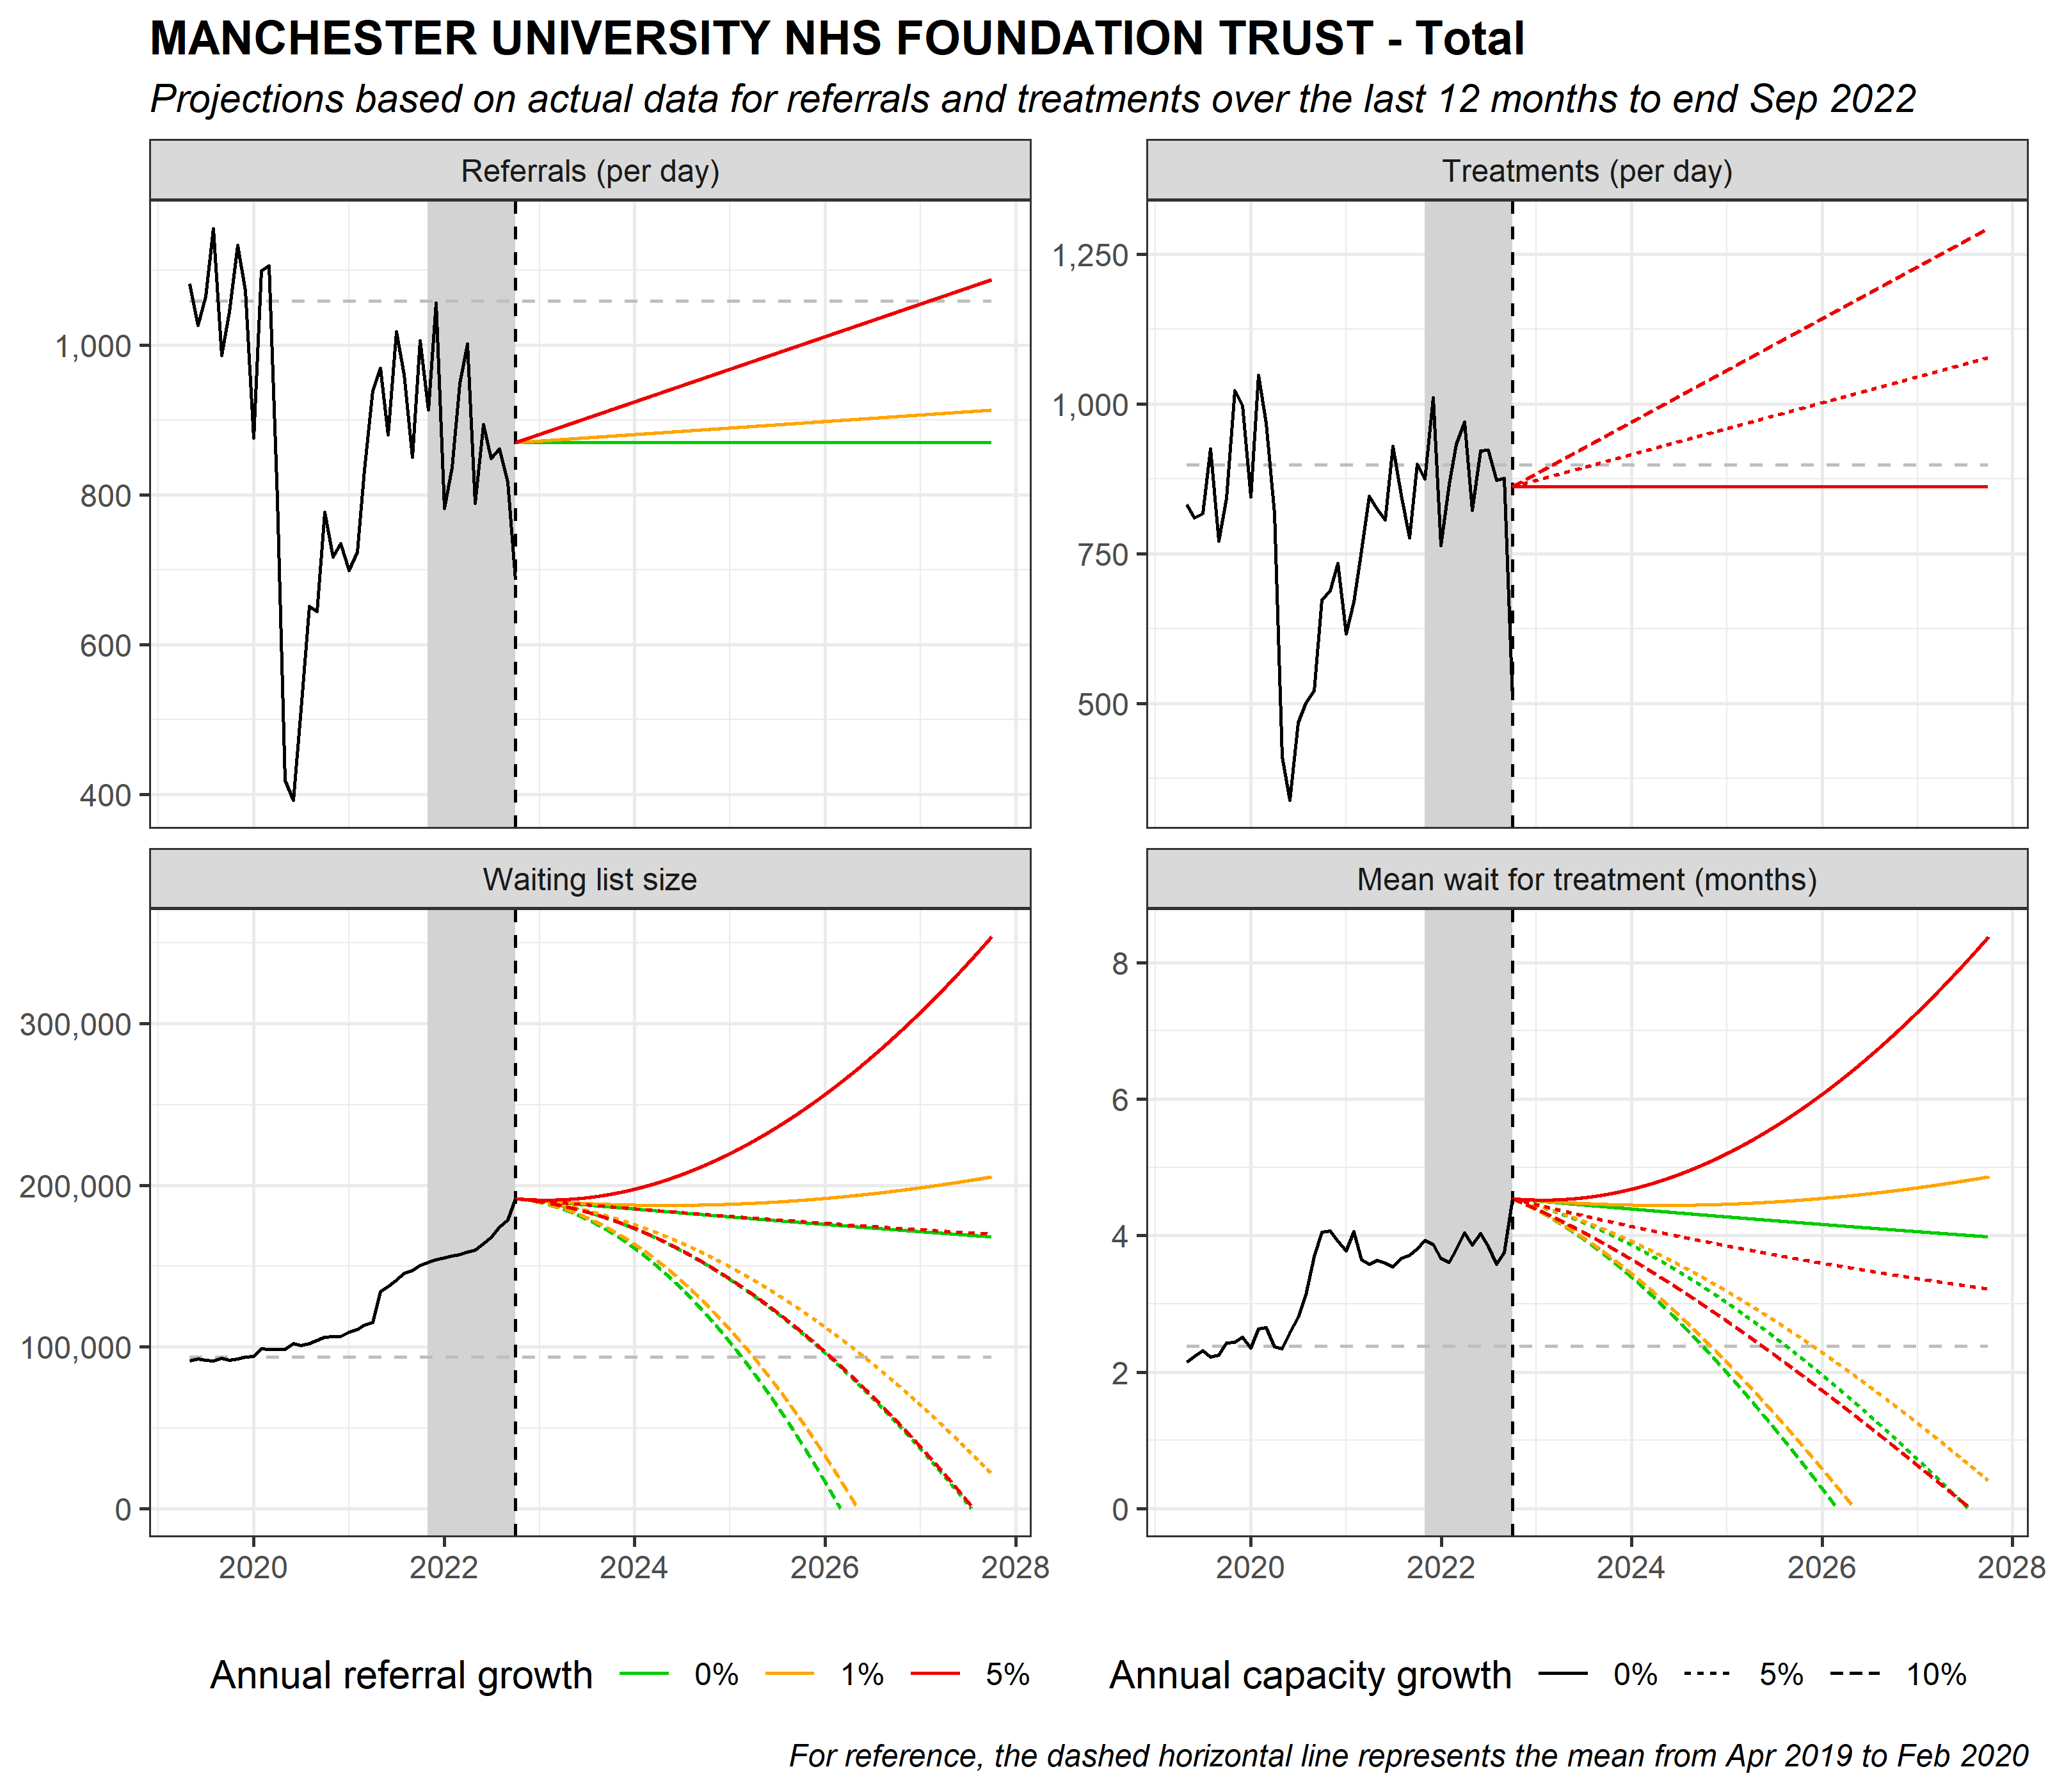 MANCHESTER UNIVERSITY NHS FOUNDATION TRUST - Total
Projections based on actual data for referrals and treatments over the last 12 months to end Sep 2022
Referrals (per day)
1,000
800
600
400
Treatments (per day)
1,250
1,000
750
500
Waiting list size
300,000
200,000
100,000
0
2020 2022 2024 2026 2028
Mean wait for treatment (months)
8
6
4
2
0
2020 2022 2024 2026 2028
Annual referral growth 0% 1% 5%
Annual capacity growth 0% 5% 10%
For reference, the dashed horizontal line represents the mean from Apr 2019 to Feb 2020